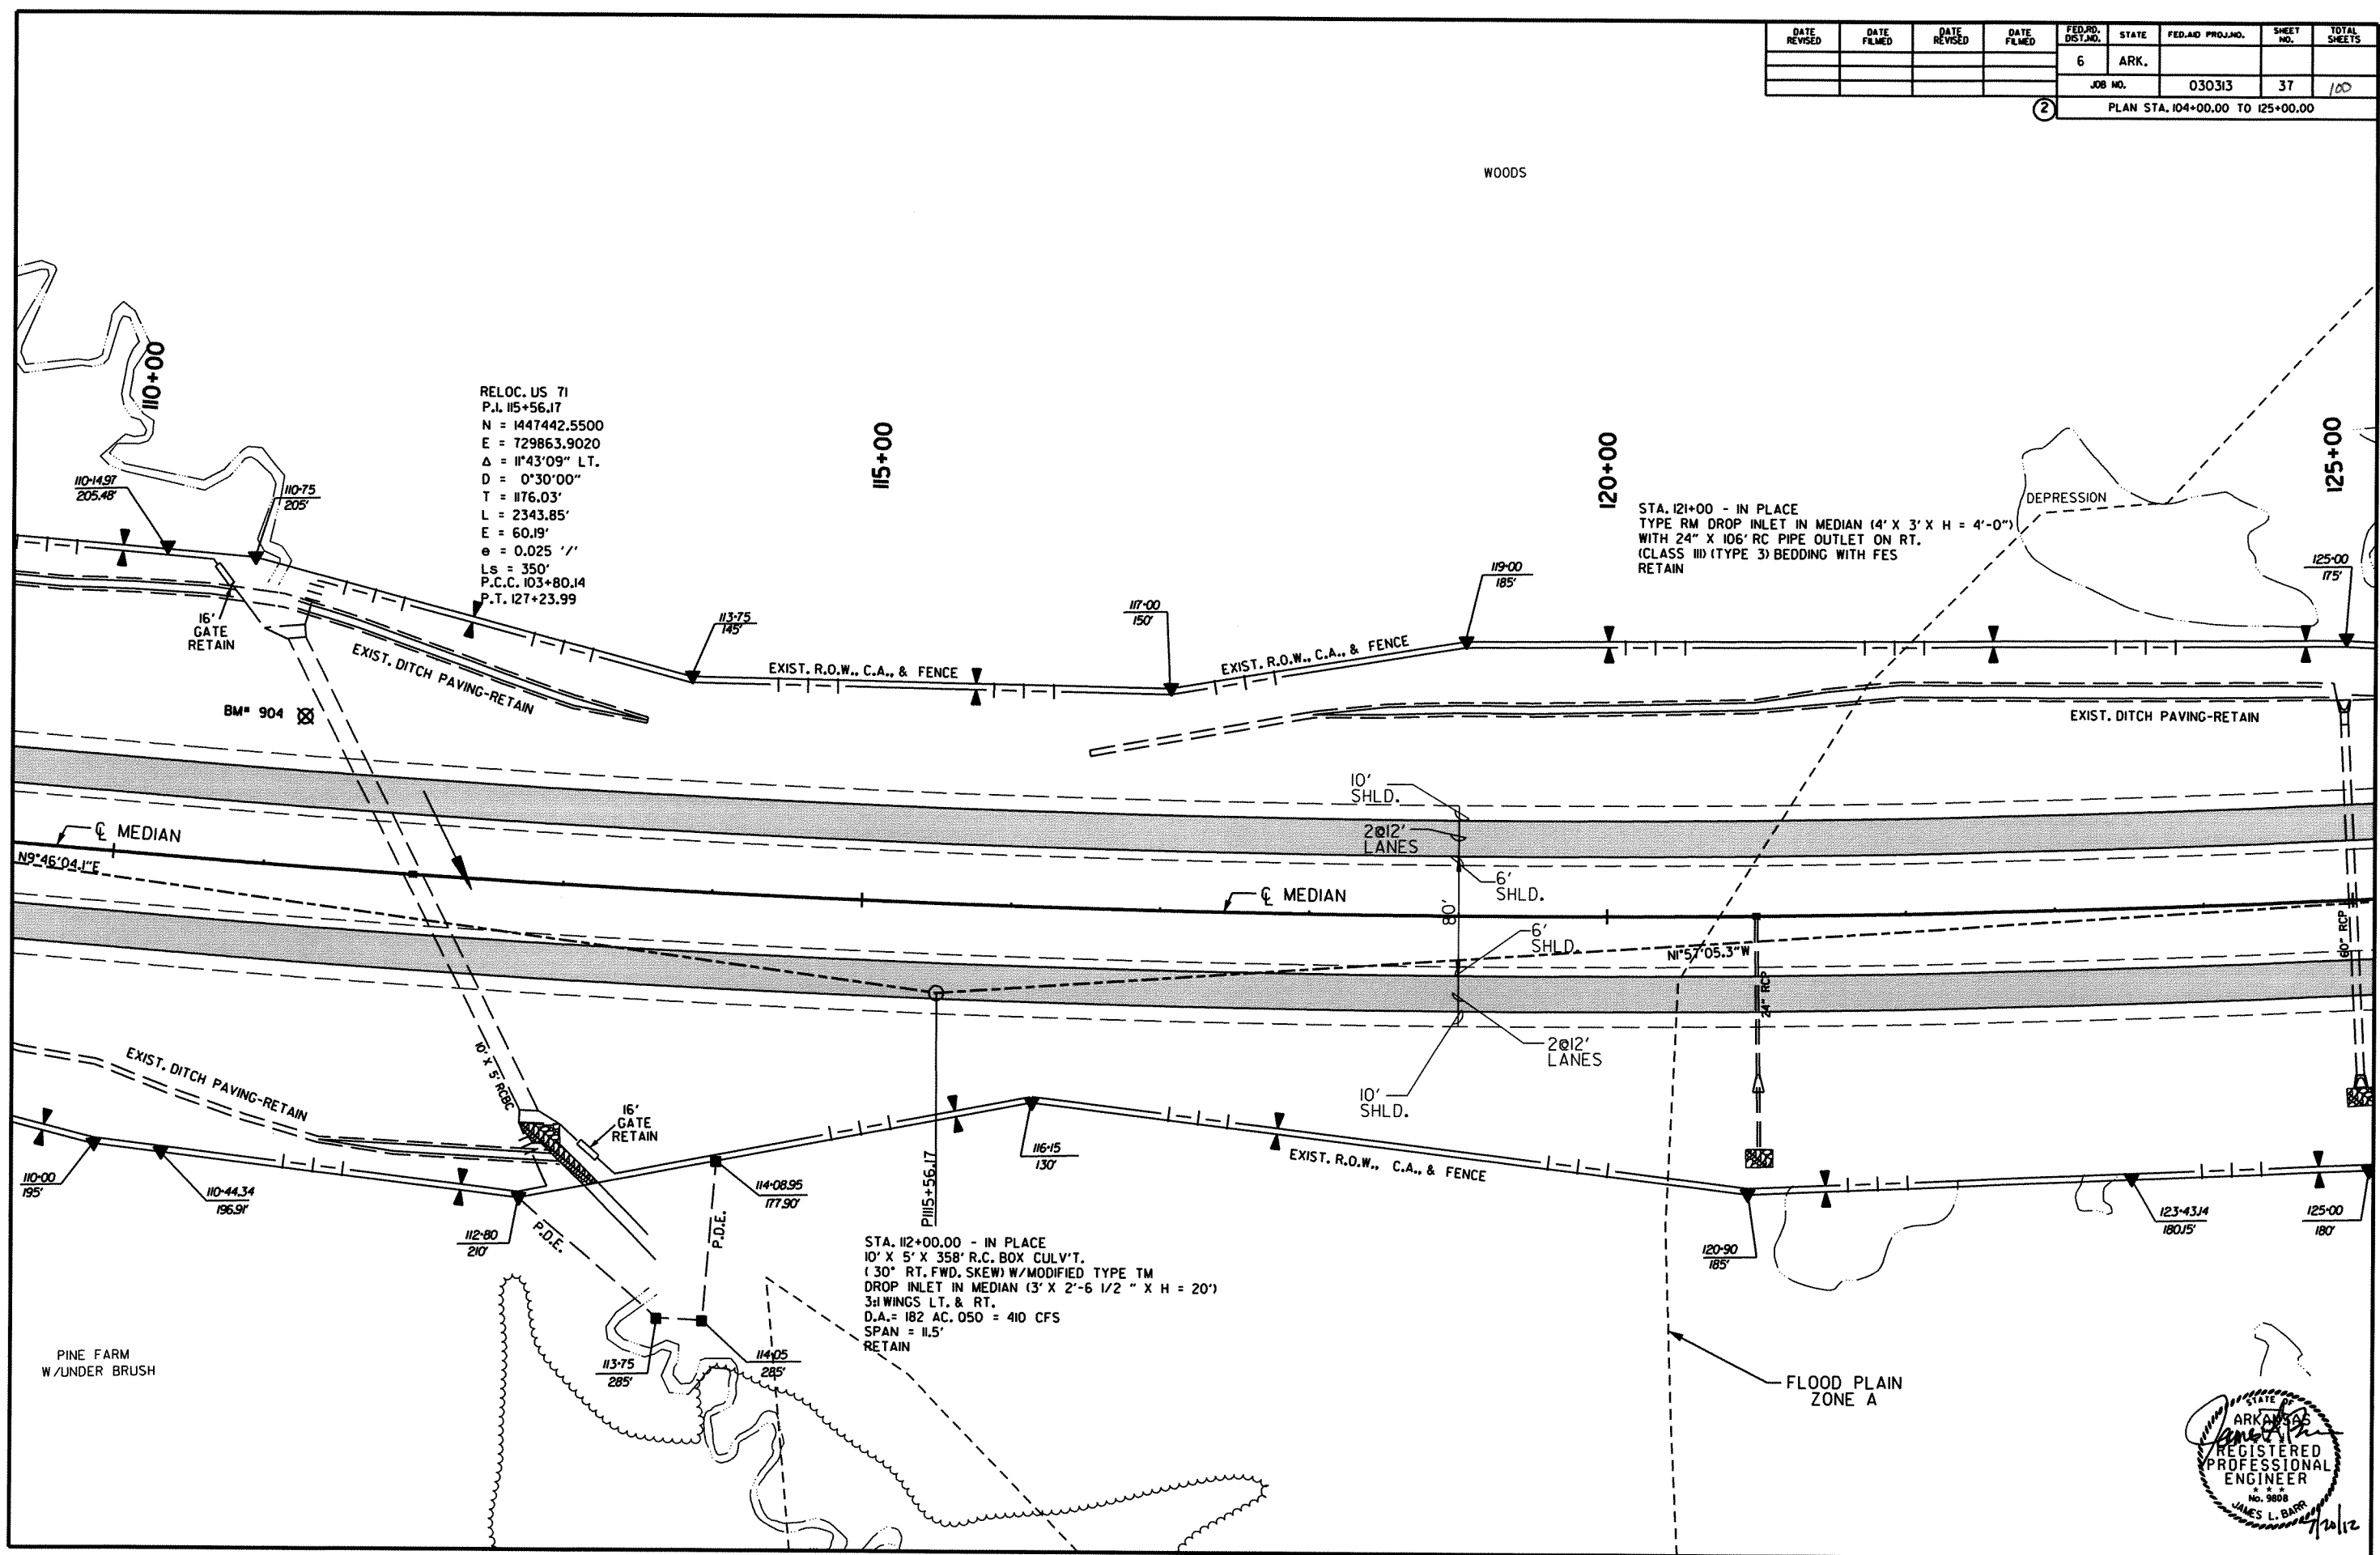 DATE REVISED
DATE FILMED
DATE REVISED
DATE FILMED
FED.RD. DIST.NO.
STATE
FED.AID PROJ.NO.
SHEET NO.
TOTAL SHEETS
6
ARK.
JOB NO.
030313
37
100
2
PLAN STA. 104+00.00 TO 125+00.00
WOODS
110+00
RELOC. US 71
P.I. 115+56.17
N = 1447442.5500
E = 729863.9020
Δ = 11°43'09" LT.
D = 0°30'00"
T = 1176.03'
L = 2343.85'
E = 60.19'
e = 0.025 '/'
Ls = 350'
P.C.C. 103+80.14
P.T. 127+23.99
115+00
120+00
125+00
DEPRESSION
STA. 121+00 - IN PLACE
TYPE RM DROP INLET IN MEDIAN (4' X 3' X H = 4'-0")
WITH 24" X 106' RC PIPE OUTLET ON RT.
(CLASS III) (TYPE 3) BEDDING WITH FES
RETAIN
110+14.97
205.48'
110+75
205'
113+75
145'
117+00
150'
119+00
185'
125+00
175'
16'
GATE
RETAIN
EXIST. DITCH PAVING-RETAIN
EXIST. R.O.W., C.A., & FENCE
EXIST. R.O.W., C.A., & FENCE
EXIST. DITCH PAVING-RETAIN
BM# 904
10'
SHLD.
2@12'
LANES
6'
SHLD.
℄ MEDIAN
N9°46'04.1"E
℄ MEDIAN
80'
6'
SHLD.
N1°57'05.3"W
24" RCP
60" RCP
2@12'
LANES
10'
SHLD.
10' X 5' RCBC
EXIST. DITCH PAVING-RETAIN
16'
GATE
RETAIN
110+00
195'
110+44.34
196.91'
112+80
210'
P.D.E.
P.D.E.
114+08.95
177.90'
PI115+56.17
116+15
130'
EXIST. R.O.W., C.A., & FENCE
120+90
185'
123+43.14
180.15'
125+00
180'
STA. 112+00.00 - IN PLACE
10' X 5' X 358' R.C. BOX CULV'T.
( 30° RT. FWD. SKEW) W/MODIFIED TYPE TM
DROP INLET IN MEDIAN (3' X 2'-6 1/2 " X H = 20')
3:1 WINGS LT. & RT.
D.A.= 182 AC. Q50 = 410 CFS
SPAN = 11.5'
RETAIN
113+75
285'
114+05
285'
PINE FARM
W/UNDER BRUSH
FLOOD PLAIN
ZONE A
STATE OF
ARKANSAS
REGISTERED
PROFESSIONAL
ENGINEER
* * *
No. 9808
JAMES L. BARR
7/20/12